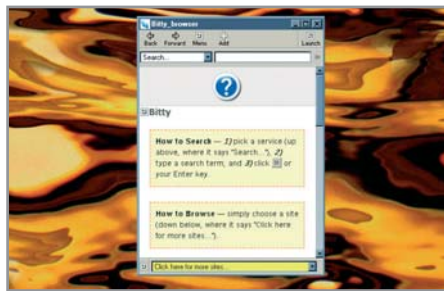 Bitty_browser
Back Forward Menu Add Launch
Search...
Bitty
How to Search — 1) pick a service (up
above, where it says "Search..."), 2)
type a search term, and 3) click or
your Enter key.
How to Browse — simply choose a site
(down below, where it says "Click here
for more sites...").
Click here for more sites...